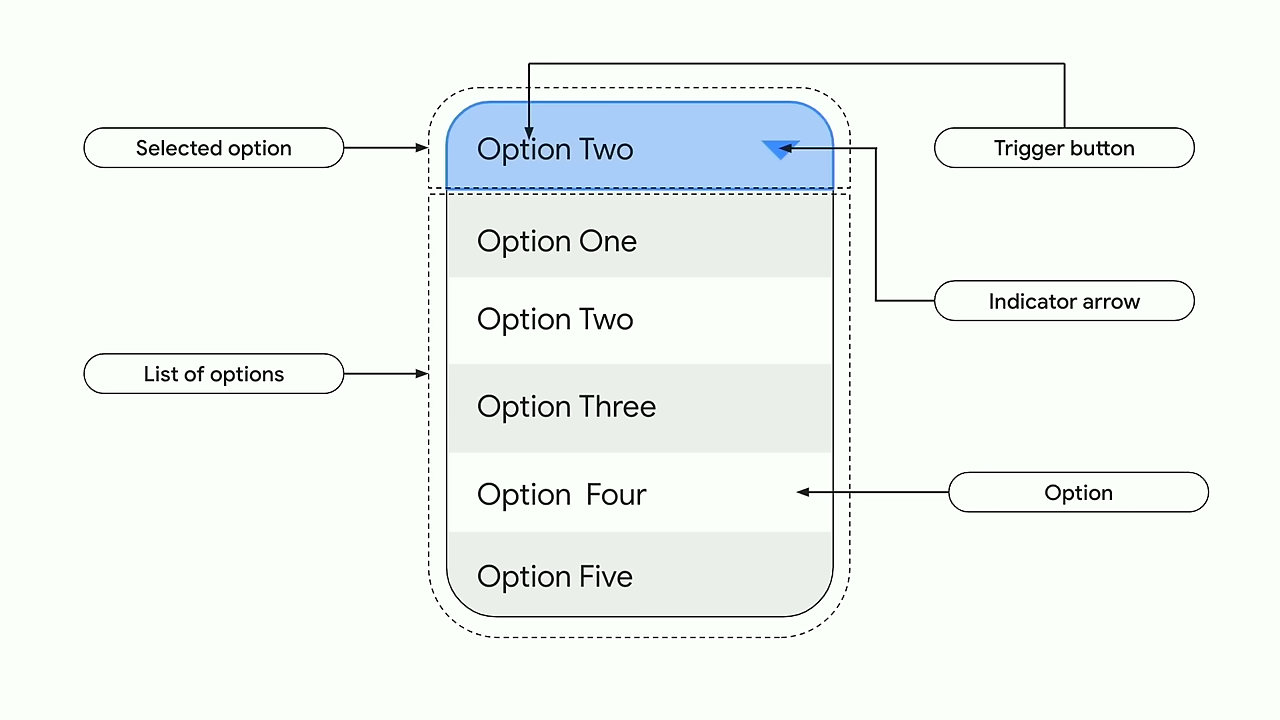 Selected option
Option Two
Trigger button
Option One
Indicator arrow
Option Two
List of options
Option Three
Option Four
Option
Option Five